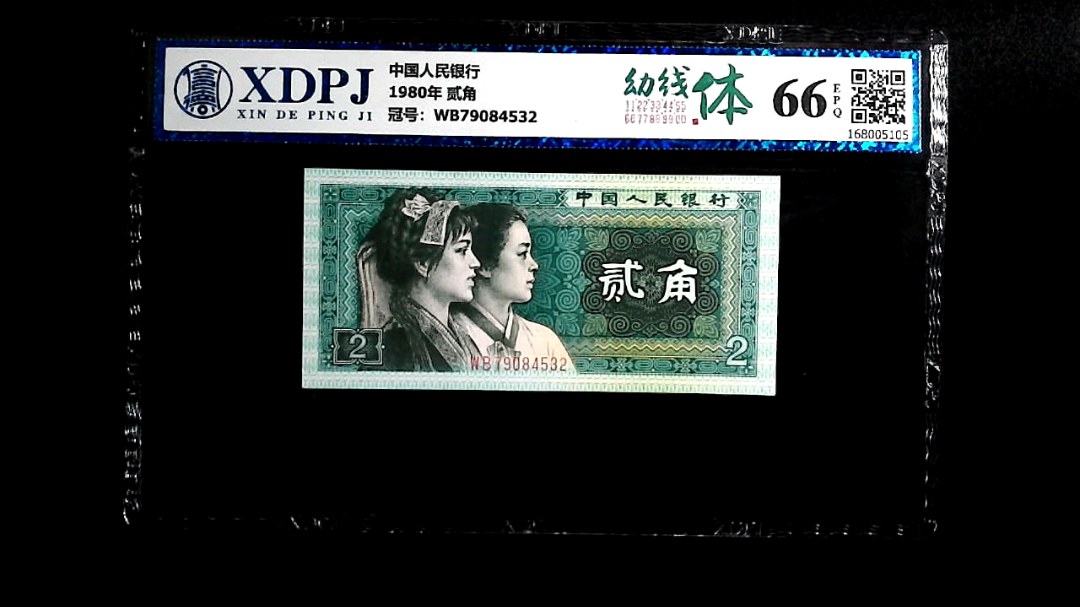 XDPJ
XIN DE PING JI
中国人民银行
1980年 贰角
冠号：WB79084532
幼线体
1122334455
6677889900
66
EPQ
168005105
中国人民银行
贰角
2
2
WB79084532